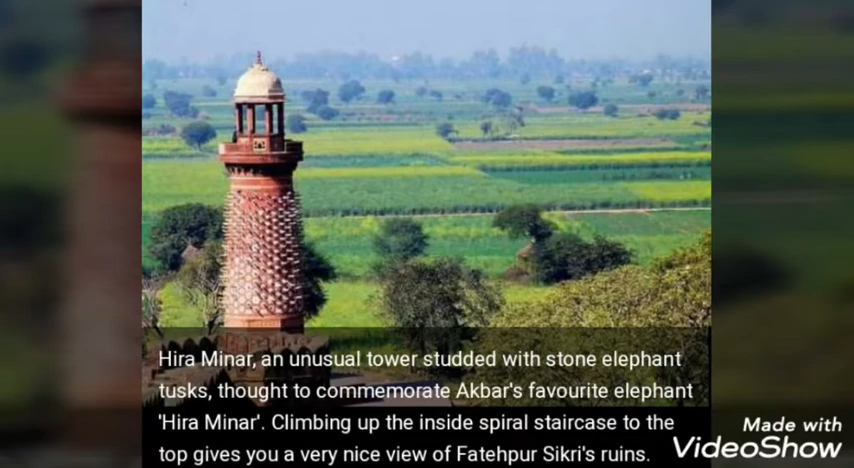 Hira Minar, an unusual tower studded with stone elephant
tusks, thought to commemorate Akbar's favourite elephant
'Hira Minar'. Climbing up the inside spiral staircase to the
top gives you a very nice view of Fatehpur Sikri's ruins.
Made with
VideoShow